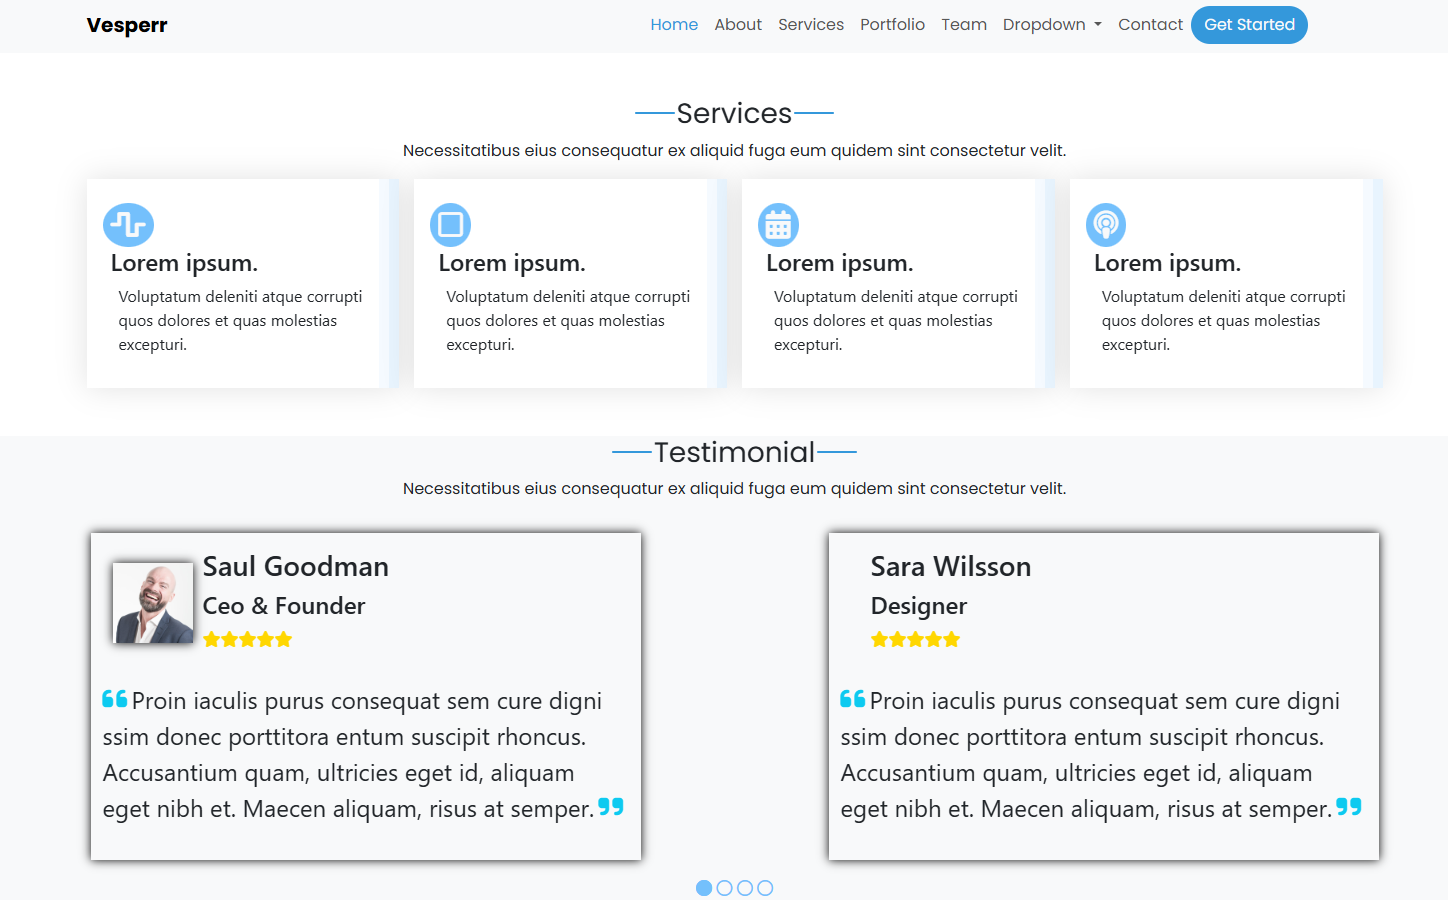 Vesperr
Home About Services Portfolio Team Dropdown Contact Get Started
Services
Necessitatibus eius consequatur ex aliquid fuga eum quidem sint consectetur velit.
Lorem ipsum.
Voluptatum deleniti atque corrupti
quos dolores et quas molestias
excepturi.
Lorem ipsum.
Voluptatum deleniti atque corrupti
quos dolores et quas molestias
excepturi.
Lorem ipsum.
Voluptatum deleniti atque corrupti
quos dolores et quas molestias
excepturi.
Lorem ipsum.
Voluptatum deleniti atque corrupti
quos dolores et quas molestias
excepturi.
Testimonial
Necessitatibus eius consequatur ex aliquid fuga eum quidem sint consectetur velit.
Saul Goodman
Ceo & Founder
“ Proin iaculis purus consequat sem cure digni
ssim donec porttitora entum suscipit rhoncus.
Accusantium quam, ultricies eget id, aliquam
eget nibh et. Maecen aliquam, risus at semper. ”
Sara Wilsson
Designer
“ Proin iaculis purus consequat sem cure digni
ssim donec porttitora entum suscipit rhoncus.
Accusantium quam, ultricies eget id, aliquam
eget nibh et. Maecen aliquam, risus at semper. ”